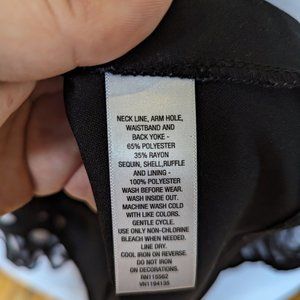 NECK LINE, ARM HOLE,
WAISTBAND AND
BACK YOKE -
65% POLYESTER
35% RAYON
SEQUIN, SHELL,RUFFLE
AND LINING -
100% POLYESTER
WASH BEFORE WEAR.
WASH INSIDE OUT.
MACHINE WASH COLD
WITH LIKE COLORS.
GENTLE CYCLE.
USE ONLY NON-CHLORINE
BLEACH WHEN NEEDED.
LINE DRY.
COOL IRON ON REVERSE.
DO NOT IRON
ON DECORATIONS.
RN115562
VN1194135